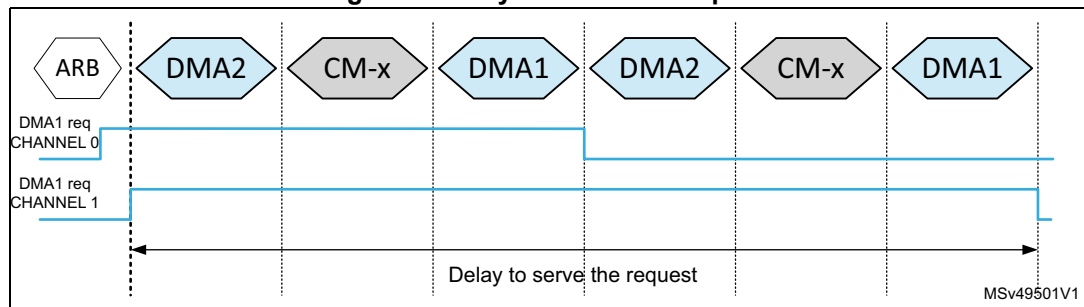 ARB DMA2 CM-x DMA1 DMA2 CM-x DMA1
DMA1 req
CHANNEL 0
DMA1 req
CHANNEL 1
Delay to serve the request
MSv49501V1